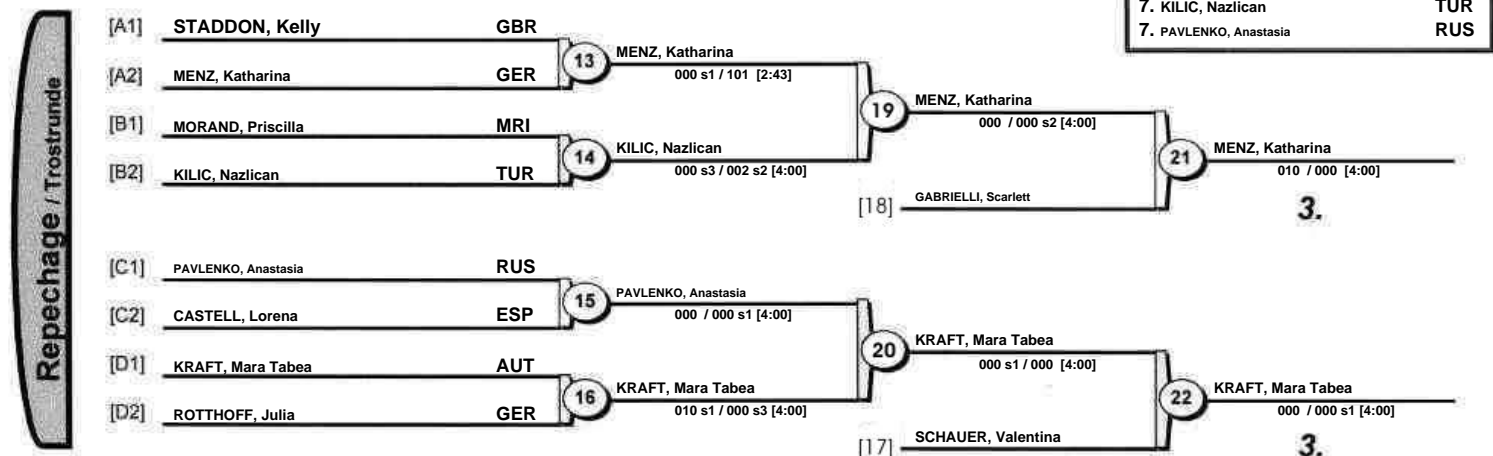 7. KILIC, Nazlican TUR
7. PAVLENKO, Anastasia RUS
Repechage / Trostrunde
[A1] STADDON, Kelly GBR
13 MENZ, Katharina
[A2] MENZ, Katharina GER
000 s1 / 101 [2:43]
19 MENZ, Katharina
000 / 000 s2 [4:00]
[B1] MORAND, Priscilla MRI
14 KILIC, Nazlican
[B2] KILIC, Nazlican TUR
000 s3 / 002 s2 [4:00]
21 MENZ, Katharina
010 / 000 [4:00]
[18] GABRIELLI, Scarlett
3.
[C1] PAVLENKO, Anastasia RUS
15 PAVLENKO, Anastasia
[C2] CASTELL, Lorena ESP
000 / 000 s1 [4:00]
20 KRAFT, Mara Tabea
000 s1 / 000 [4:00]
[D1] KRAFT, Mara Tabea AUT
16 KRAFT, Mara Tabea
[D2] ROTTHOFF, Julia GER
010 s1 / 000 s3 [4:00]
22 KRAFT, Mara Tabea
000 / 000 s1 [4:00]
[17] SCHAUER, Valentina
3.